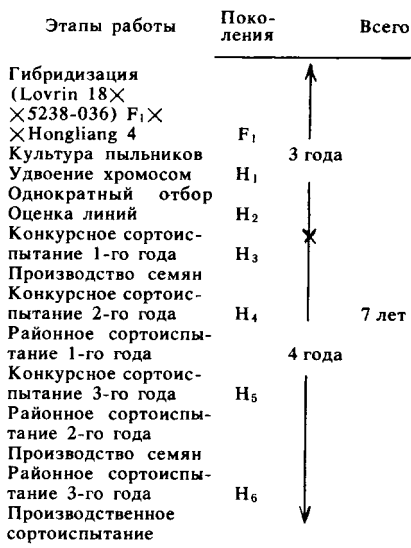 Этапы работы Поко-
ления Всего
Гибридизация
(Lovrin 18×
×5238-036) F₁×
×Hongliang 4 F₁
Культура пыльников 3 года
Удвоение хромосом H₁
Однократный отбор
Оценка линий H₂
Конкурсное сортоис-
пытание 1-го года H₃
Производство семян
Конкурсное сортоис-
пытание 2-го года H₄ 7 лет
Районное сортоиспы-
тание 1-го года 4 года
Конкурсное сортоис-
пытание 3-го года H₅
Районное сортоиспы-
тание 2-го года
Производство семян
Районное сортоиспы-
тание 3-го года H₆
Производственное
сортоиспытание